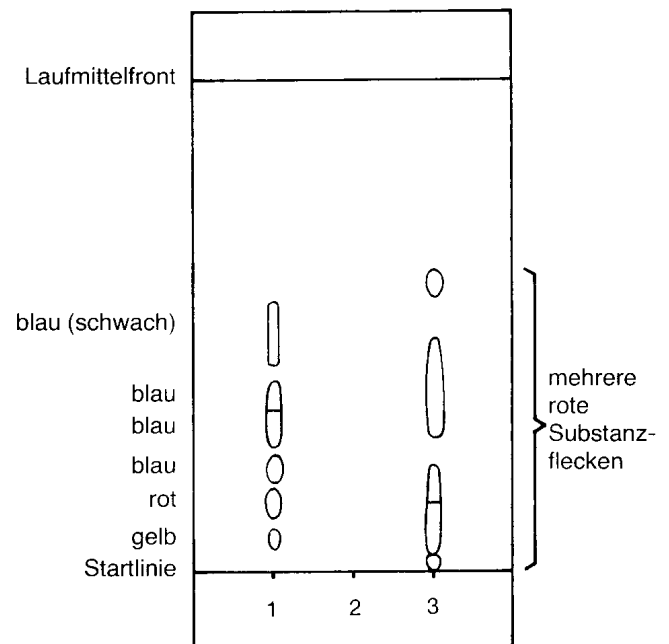 Laufmittelfront
blau (schwach)
blau
blau
blau
rot
gelb
Startlinie
1 2 3
mehrere
rote
Substanz-
flecken